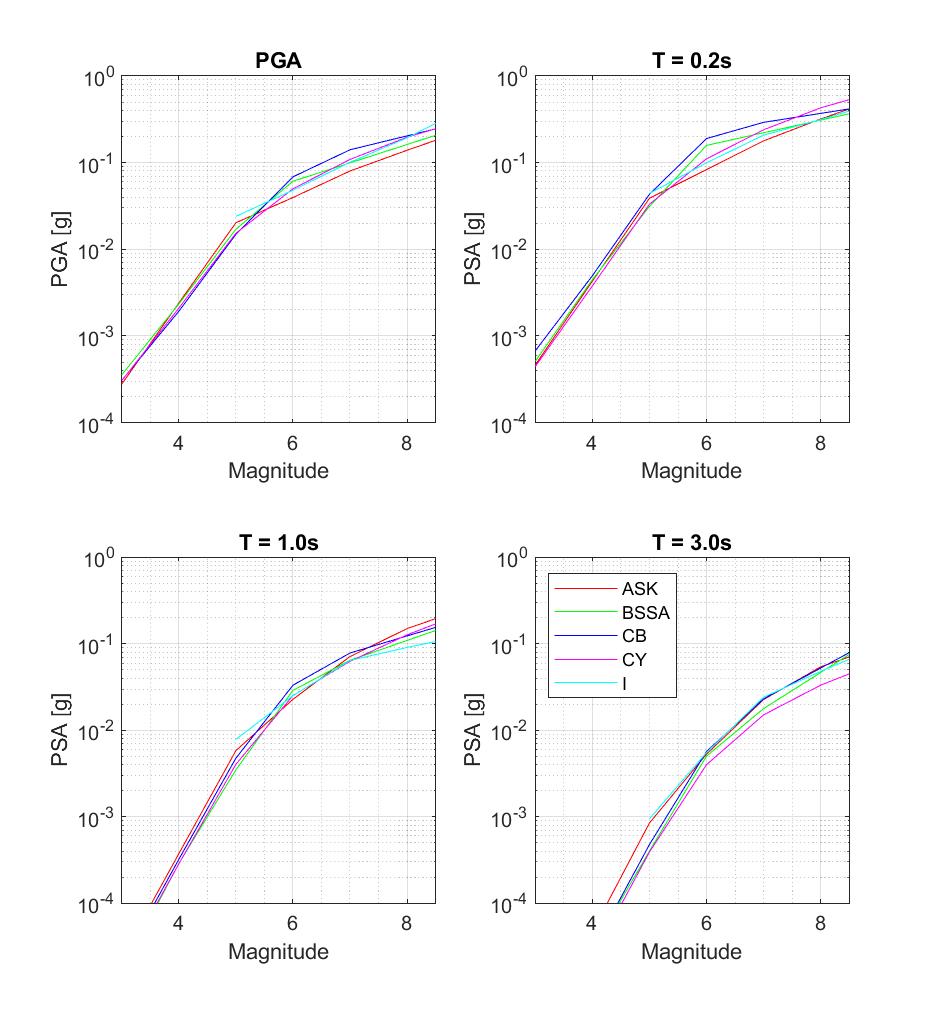 PGA
10^0
10^-1
10^-2
10^-3
10^-4
PGA [g]
4 6 8
Magnitude
T = 0.2s
10^0
10^-1
10^-2
10^-3
10^-4
PSA [g]
4 6 8
Magnitude
T = 1.0s
10^0
10^-1
10^-2
10^-3
10^-4
PSA [g]
4 6 8
Magnitude
T = 3.0s
10^0
10^-1
10^-2
10^-3
10^-4
PSA [g]
ASK
BSSA
CB
CY
I
4 6 8
Magnitude